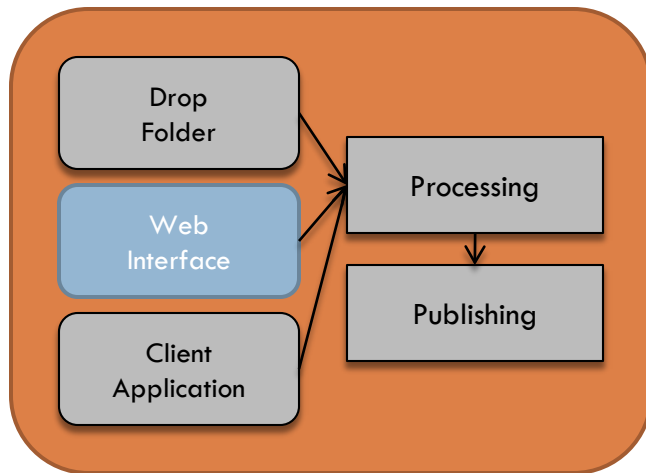 Drop
Folder
Web
Interface
Client
Application
Processing
Publishing